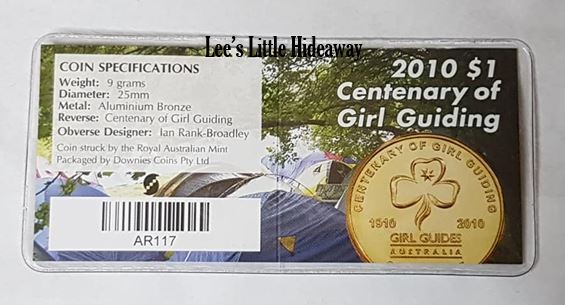 Lee's Little Hideaway
COIN SPECIFICATIONS
Weight: 9 grams
Diameter: 25mm
Metal: Aluminium Bronze
Reverse: Centenary of Girl Guiding
Obverse Designer: Ian Rank-Broadley
Coin struck by the Royal Australian Mint
Packaged by Downies Coins Pty Ltd
AR117
2010 $1
Centenary of
Girl Guiding
CENTENARY OF GIRL GUIDING
1910 2010
GIRL GUIDES
AUSTRALIA